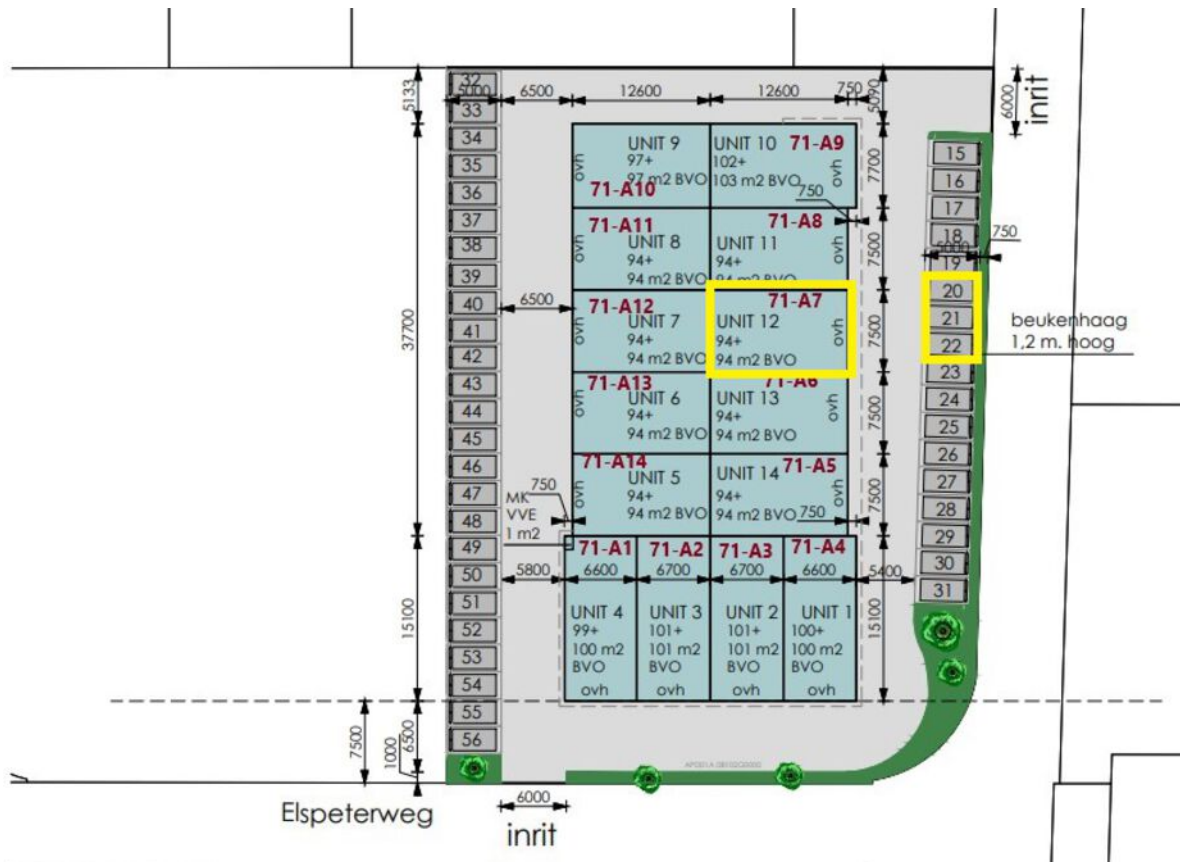 32
33
34
35
36
37
38
39
40
41
42
43
44
45
46
47
48
49
50
51
52
53
54
55
56
5000
6500
12600
12600
750
5133
5090
6000
inrit
37700
15100
6500
7500
1000
6500
UNIT 9
97+
97 m2 BVO
ovh
71-A10
UNIT 10
71-A9
102+
103 m2 BVO
ovh
750
7700
71-A11
UNIT 8
94+
94 m2 BVO
ovh
71-A8
UNIT 11
94+
94 m2 BVO
ovh
7500
71-A12
UNIT 7
94+
94 m2 BVO
ovh
71-A7
UNIT 12
94+
94 m2 BVO
ovh
7500
71-A13
UNIT 6
94+
94 m2 BVO
ovh
71-A6
UNIT 13
94+
94 m2 BVO
ovh
7500
71-A14
UNIT 5
94+
94 m2 BVO
ovh
UNIT 14
71-A5
94+
94 m2 BVO
ovh
750
7500
750
MK
VVE
1 m2
5800
71-A1
6600
UNIT 4
99+
100 m2
BVO
ovh
71-A2
6700
UNIT 3
101+
101 m2
BVO
ovh
71-A3
6700
UNIT 2
101+
101 m2
BVO
ovh
71-A4
6600
UNIT 1
100+
100 m2
BVO
ovh
5400
15100
15
16
17
18
5000
750
19
20
21
22
23
24
25
26
27
28
29
30
31
beukenhaag
1,2 m. hoog
Elspeterweg
6000
inrit